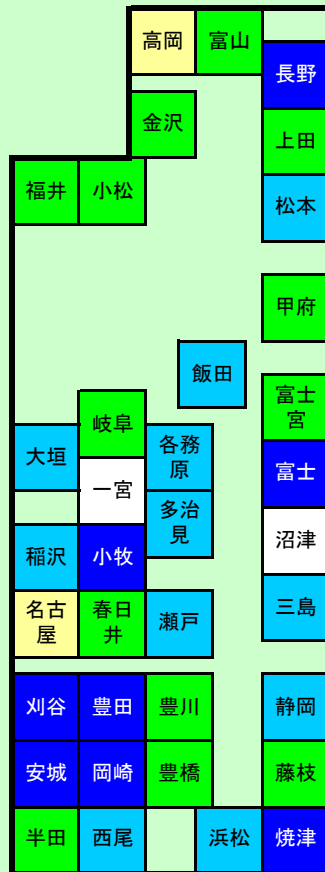 高岡
富山
長野
金沢
上田
福井
小松
松本
甲府
飯田
岐阜
富士
宮
大垣
各務
原
一宮
富士
多治
見
沼津
稲沢
小牧
三島
名古
屋
春日
井
瀬戸
刈谷
豊田
豊川
静岡
安城
岡崎
豊橋
藤枝
半田
西尾
浜松
焼津